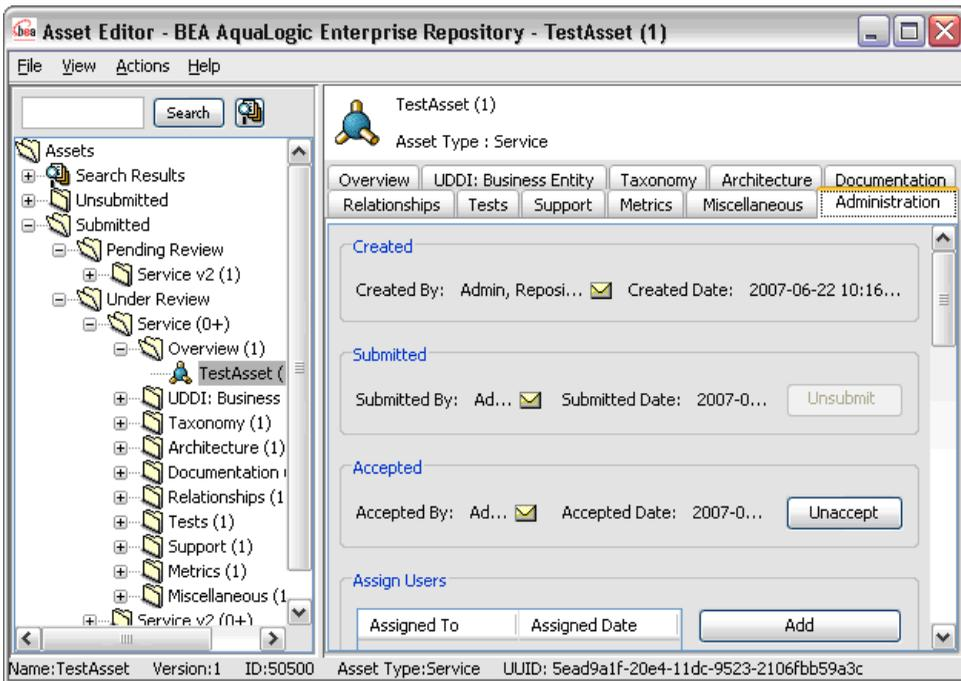 bea Asset Editor - BEA AquaLogic Enterprise Repository - TestAsset (1)
File View Actions Help
Search
Assets
Search Results
Unsubmitted
Submitted
Pending Review
Service v2 (1)
Under Review
Service (0+)
Overview (1)
TestAsset (
UDDI: Business
Taxonomy (1)
Architecture (1)
Documentation
Relationships (1
Tests (1)
Support (1)
Metrics (1)
Miscellaneous (1
Service v2 (0+)
TestAsset (1)
Asset Type : Service
Overview UDDI: Business Entity Taxonomy Architecture Documentation
Relationships Tests Support Metrics Miscellaneous Administration
Created
Created By: Admin, Reposi... Created Date: 2007-06-22 10:16...
Submitted
Submitted By: Ad... Submitted Date: 2007-0... Unsubmit
Accepted
Accepted By: Ad... Accepted Date: 2007-0... Unaccept
Assign Users
Assigned To Assigned Date Add
Name:TestAsset Version:1 ID:50500 Asset Type:Service UUID: 5ead9a1f-20e4-11dc-9523-2106fbb59a3c